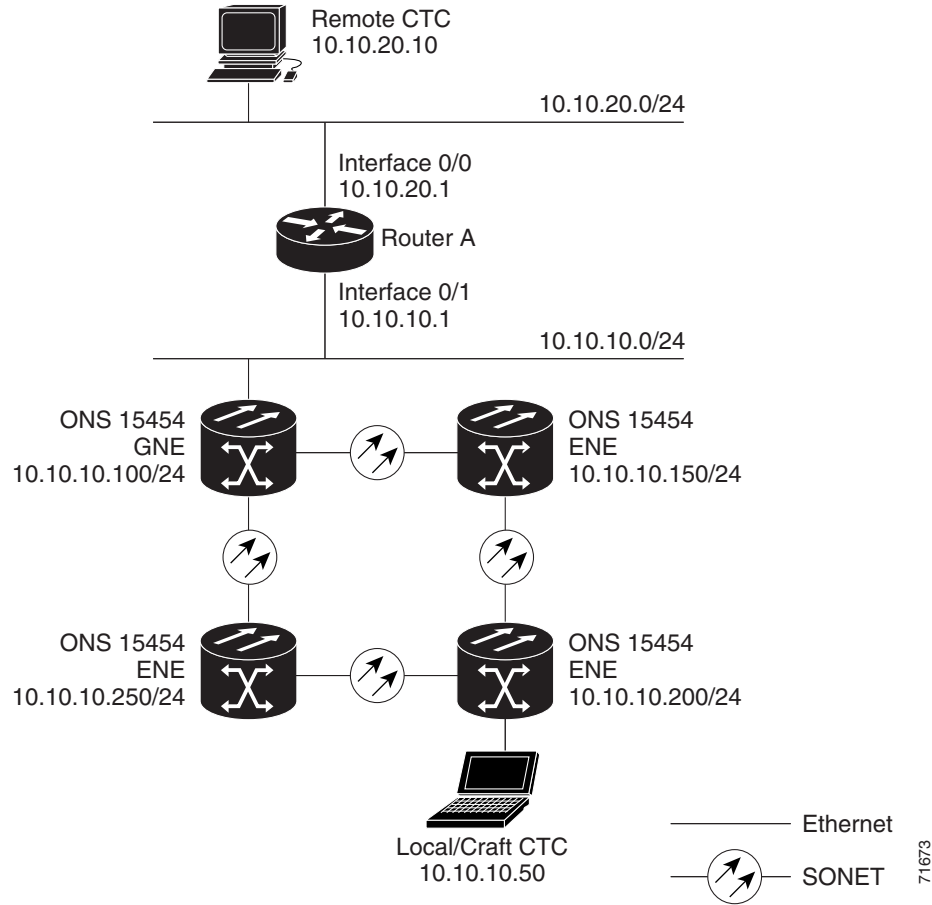 Remote CTC
10.10.20.10
10.10.20.0/24
Interface 0/0
10.10.20.1
Router A
Interface 0/1
10.10.10.1
10.10.10.0/24
ONS 15454
GNE
10.10.10.100/24
ONS 15454
ENE
10.10.10.150/24
ONS 15454
ENE
10.10.10.250/24
ONS 15454
ENE
10.10.10.200/24
Local/Craft CTC
10.10.10.50
Ethernet
SONET
71673